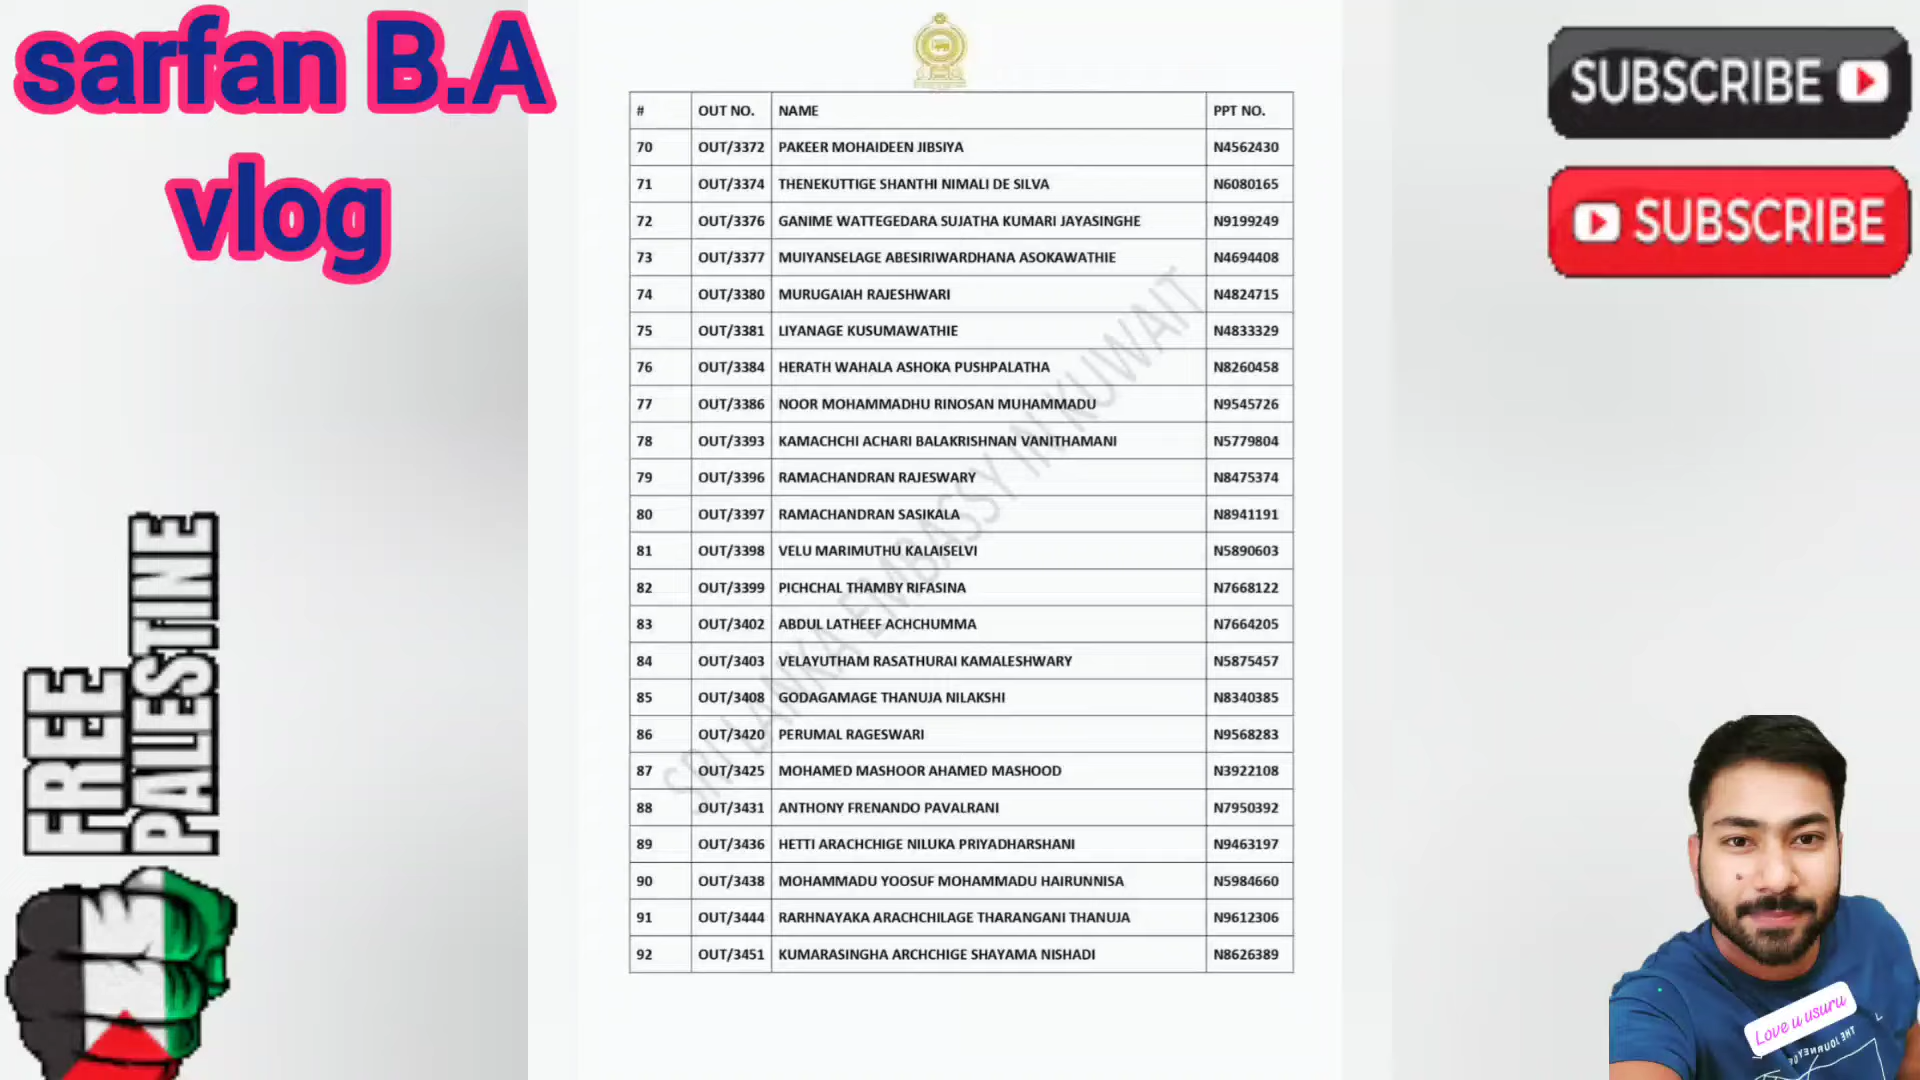 sarfan B.A
vlog
SUBSCRIBE
SUBSCRIBE
# OUT NO. NAME PPT NO.
70 OUT/3372 PAKEER MOHAIDEEN JIBSIYA N4562430
71 OUT/3374 THENEKUTTIGE SHANTHI NIMALI DE SILVA N6080165
72 OUT/3376 GANIME WATTEGEDARA SUJATHA KUMARI JAYASINGHE N9199249
73 OUT/3377 MUIYANSELAGE ABESIRIWARDHANA ASOKAWATHIE N4694408
74 OUT/3380 MURUGAIAH RAJESHWARI N4824715
75 OUT/3381 LIYANAGE KUSUMAWATHIE N4833329
76 OUT/3384 HERATH WAHALA ASHOKA PUSHPALATHA N8260458
77 OUT/3386 NOOR MOHAMMADHU RINOSAN MUHAMMADU N9545726
78 OUT/3393 KAMACHCHI ACHARI BALAKRISHNAN VANITHAMANI N5779804
79 OUT/3396 RAMACHANDRAN RAJESWARY N8475374
80 OUT/3397 RAMACHANDRAN SASIKALA N8941191
81 OUT/3398 VELU MARIMUTHU KALAISELVI N5890603
82 OUT/3399 PICHCHAL THAMBY RIFASINA N7668122
83 OUT/3402 ABDUL LATHEEF ACHCHUMMA N7664205
84 OUT/3403 VELAYUTHAM RASATHURAI KAMALESHWARY N5875457
85 OUT/3408 GODAGAMAGE THANUJA NILAKSHI N8340385
86 OUT/3420 PERUMAL RAGESWARI N9568283
87 OUT/3425 MOHAMED MASHOOR AHAMED MASHOOD N3922108
88 OUT/3431 ANTHONY FRENANDO PAVALRANI N7950392
89 OUT/3436 HETTI ARACHCHIGE NILUKA PRIYADHARSHANI N9463197
90 OUT/3438 MOHAMMADU YOOSUF MOHAMMADU HAIRUNNISA N5984660
91 OUT/3444 RARHNAYAKA ARACHCHILAGE THARANGANI THANUJA N9612306
92 OUT/3451 KUMARASINGHA ARCHCHIGE SHAYAMA NISHADI N8626389
SRI LANKA EMBASSY IN KUWAIT
FREE
PALESTINE
Love u usuru
THE JOURNEY OF